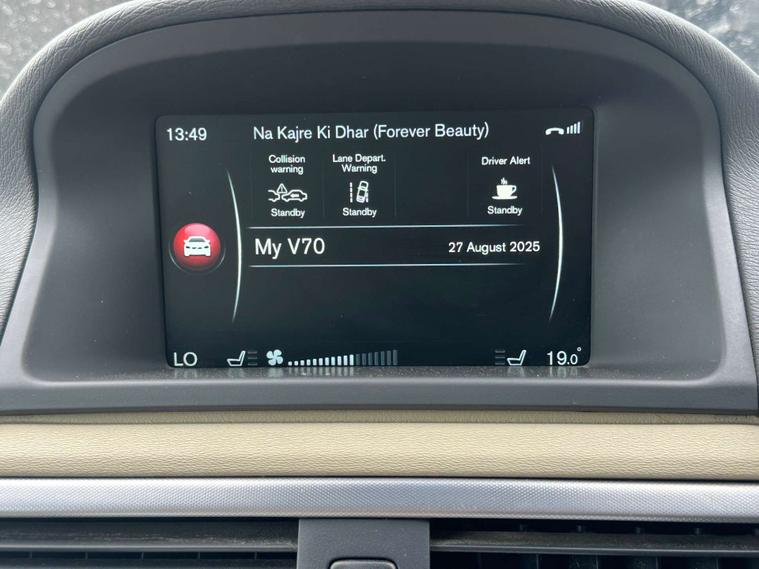 13:49 Na Kajre Ki Dhar (Forever Beauty)
Collision warning
Standby
Lane Depart. Warning
Standby
Driver Alert
Standby
My V70 27 August 2025
LO 19.0°